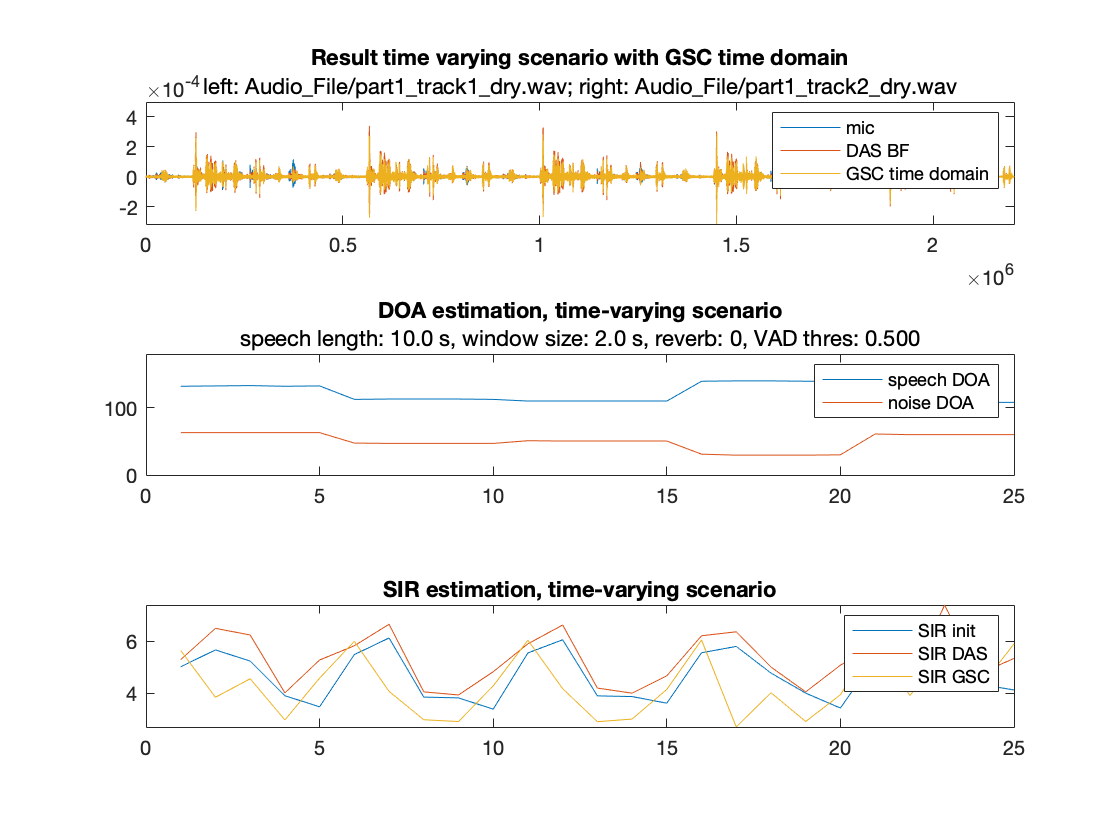 Result time varying scenario with GSC time domain
×10⁻⁴ left: Audio_File/part1_track1_dry.wav; right: Audio_File/part1_track2_dry.wav
4
2
0
-2
mic
DAS BF
GSC time domain
0 0.5 1 1.5 2
×10⁶
DOA estimation, time-varying scenario
speech length: 10.0 s, window size: 2.0 s, reverb: 0, VAD thres: 0.500
100
0
speech DOA
noise DOA
0 5 10 15 20 25
SIR estimation, time-varying scenario
6
4
SIR init
SIR DAS
SIR GSC
0 5 10 15 20 25